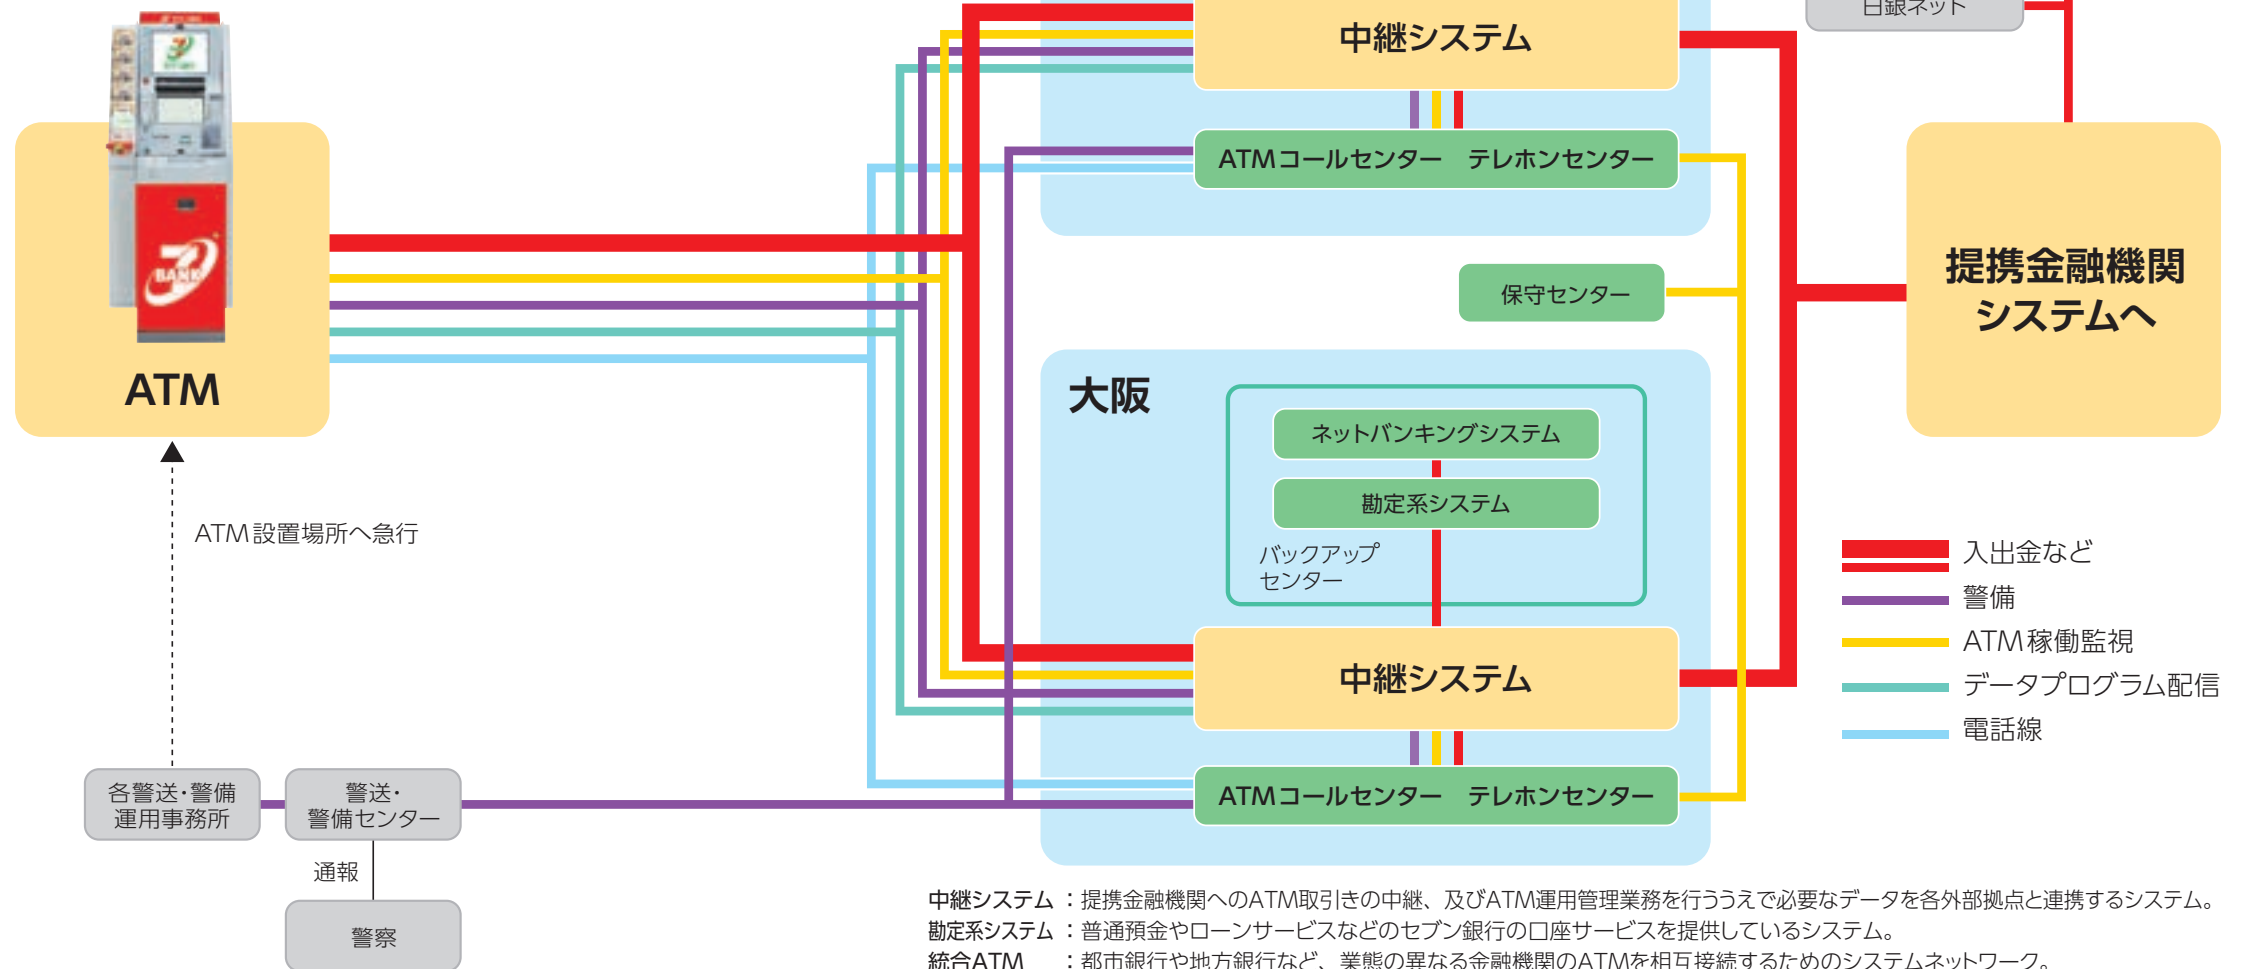 日銀ネット
中継システム
ATMコールセンター テレホンセンター
BANK
ATM
提携金融機関
システムへ
保守センター
大阪
ネットバンキングシステム
勘定系システム
バックアップ
センター
ATM設置場所へ急行
入出金など
警備
ATM稼働監視
データプログラム配信
電話線
中継システム
ATMコールセンター テレホンセンター
各警送・警備
運用事務所
警送・
警備センター
通報
警察
中継システム：提携金融機関へのATM取引きの中継、及びATM運用管理業務を行ううえで必要なデータを各外部拠点と連携するシステム。
勘定系システム：普通預金やローンサービスなどのセブン銀行の口座サービスを提供しているシステム。
統合ATM：都市銀行や地方銀行など、業態の異なる金融機関のATMを相互接続するためのシステムネットワーク。